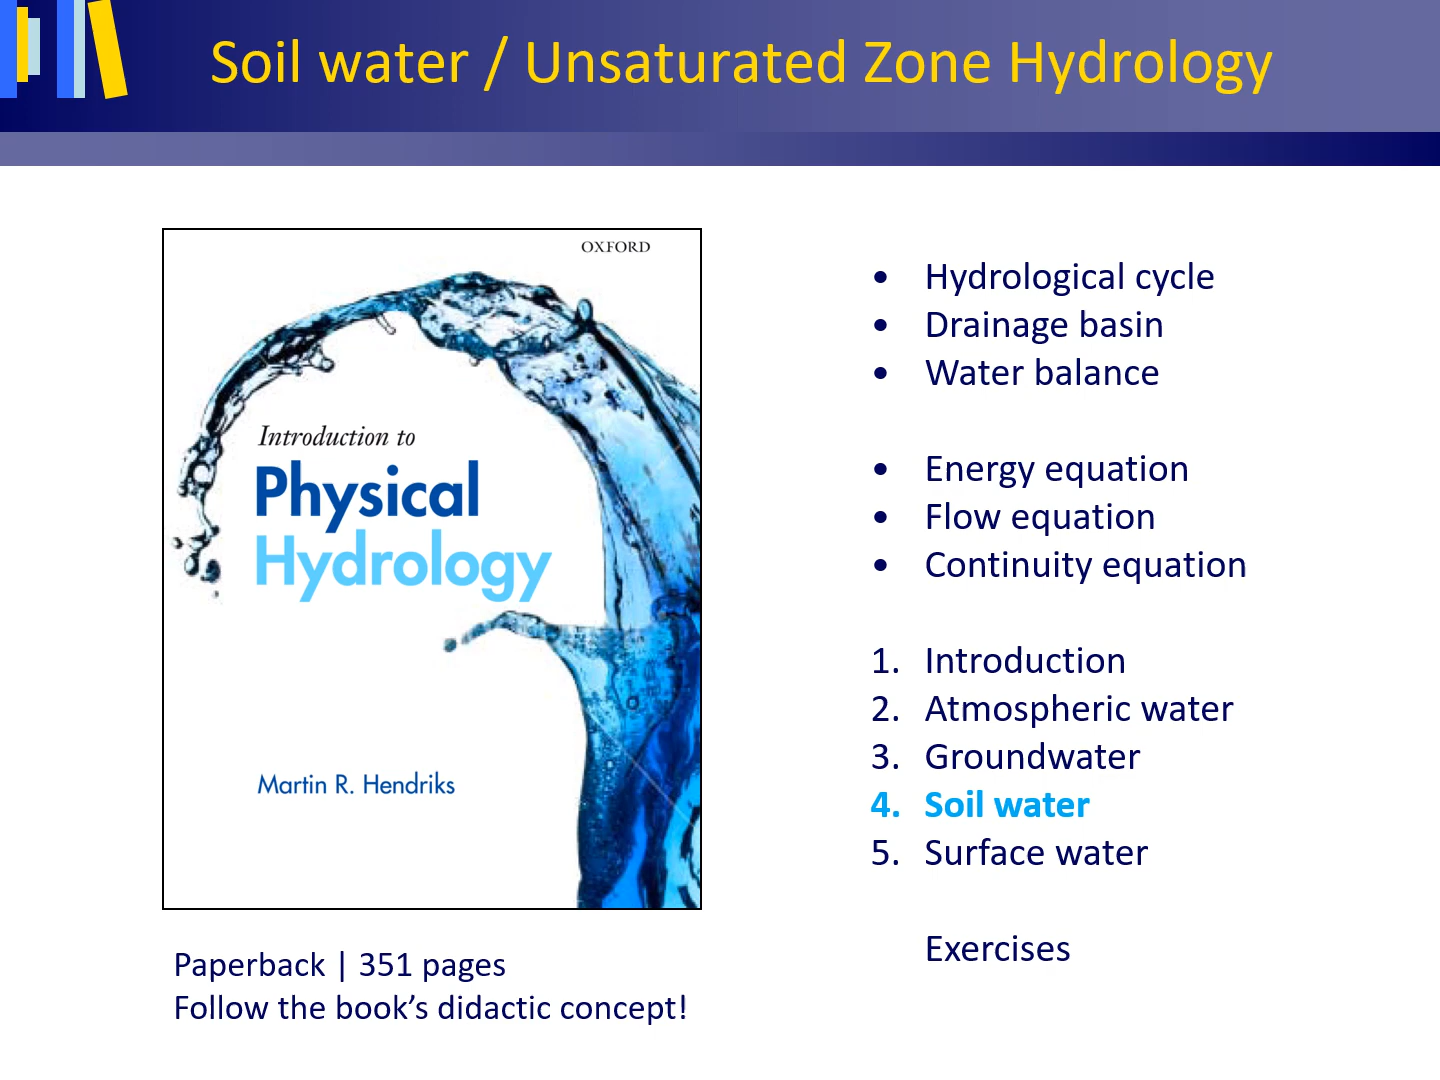 Soil water / Unsaturated Zone Hydrology
OXFORD
Introduction to
Physical
Hydrology
Martin R. Hendriks
Paperback | 351 pages
Follow the book’s didactic concept!
• Hydrological cycle
• Drainage basin
• Water balance
• Energy equation
• Flow equation
• Continuity equation
1. Introduction
2. Atmospheric water
3. Groundwater
4. Soil water
5. Surface water
Exercises